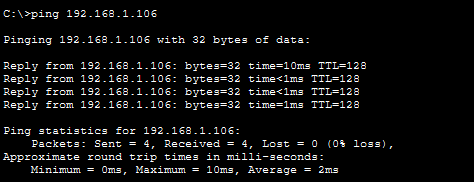 C:\>ping 192.168.1.106
Pinging 192.168.1.106 with 32 bytes of data:
Reply from 192.168.1.106: bytes=32 time=10ms TTL=128
Reply from 192.168.1.106: bytes=32 time<1ms TTL=128
Reply from 192.168.1.106: bytes=32 time<1ms TTL=128
Reply from 192.168.1.106: bytes=32 time=1ms TTL=128
Ping statistics for 192.168.1.106:
Packets: Sent = 4, Received = 4, Lost = 0 (0% loss),
Approximate round trip times in milli-seconds:
Minimum = 0ms, Maximum = 10ms, Average = 2ms